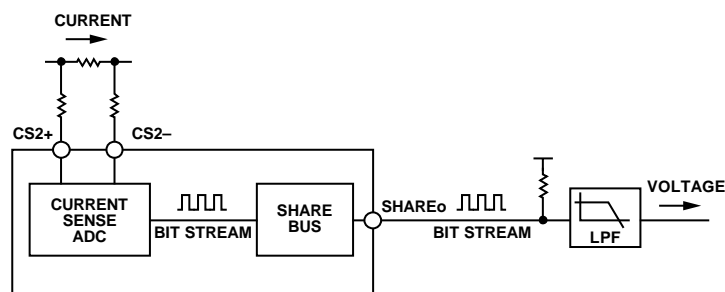 CURRENT
CS2+
CS2–
CURRENT
SENSE
ADC
BIT STREAM
SHARE
BUS
SHAREo
BIT STREAM
LPF
VOLTAGE